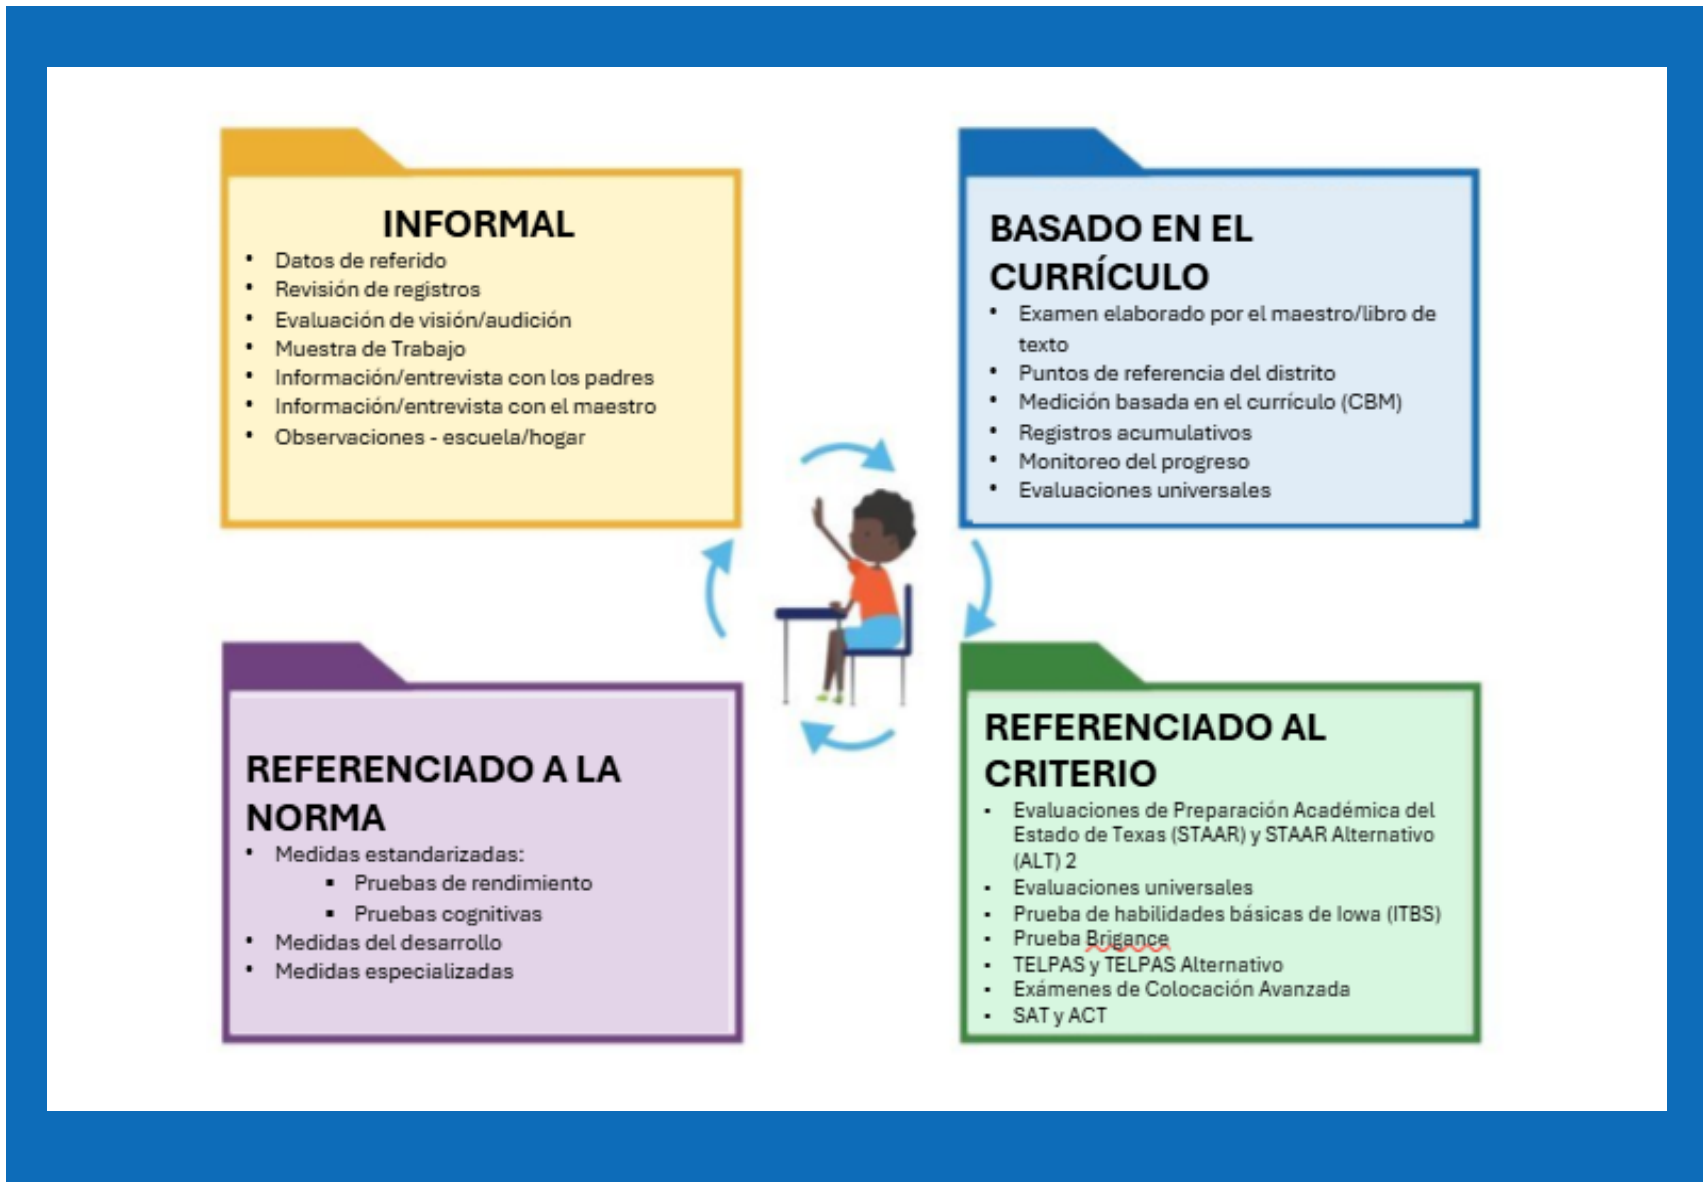 INFORMAL
• Datos de referido
• Revisión de registros
• Evaluación de visión/audición
• Muestra de Trabajo
• Información/entrevista con los padres
• Información/entrevista con el maestro
• Observaciones - escuela/hogar
BASADO EN EL
CURRÍCULO
• Examen elaborado por el maestro/libro de
texto
• Puntos de referencia del distrito
• Medición basada en el currículo (CBM)
• Registros acumulativos
• Monitoreo del progreso
• Evaluaciones universales
REFERENCIADO A LA
NORMA
• Medidas estandarizadas:
▪ Pruebas de rendimiento
▪ Pruebas cognitivas
• Medidas del desarrollo
• Medidas especializadas
REFERENCIADO AL
CRITERIO
▪ Evaluaciones de Preparación Académica del
Estado de Texas (STAAR) y STAAR Alternativo
(ALT) 2
▪ Evaluaciones universales
▪ Prueba de habilidades básicas de Iowa (ITBS)
▪ Prueba Brigance
▪ TELPAS y TELPAS Alternativo
▪ Exámenes de Colocación Avanzada
▪ SAT y ACT